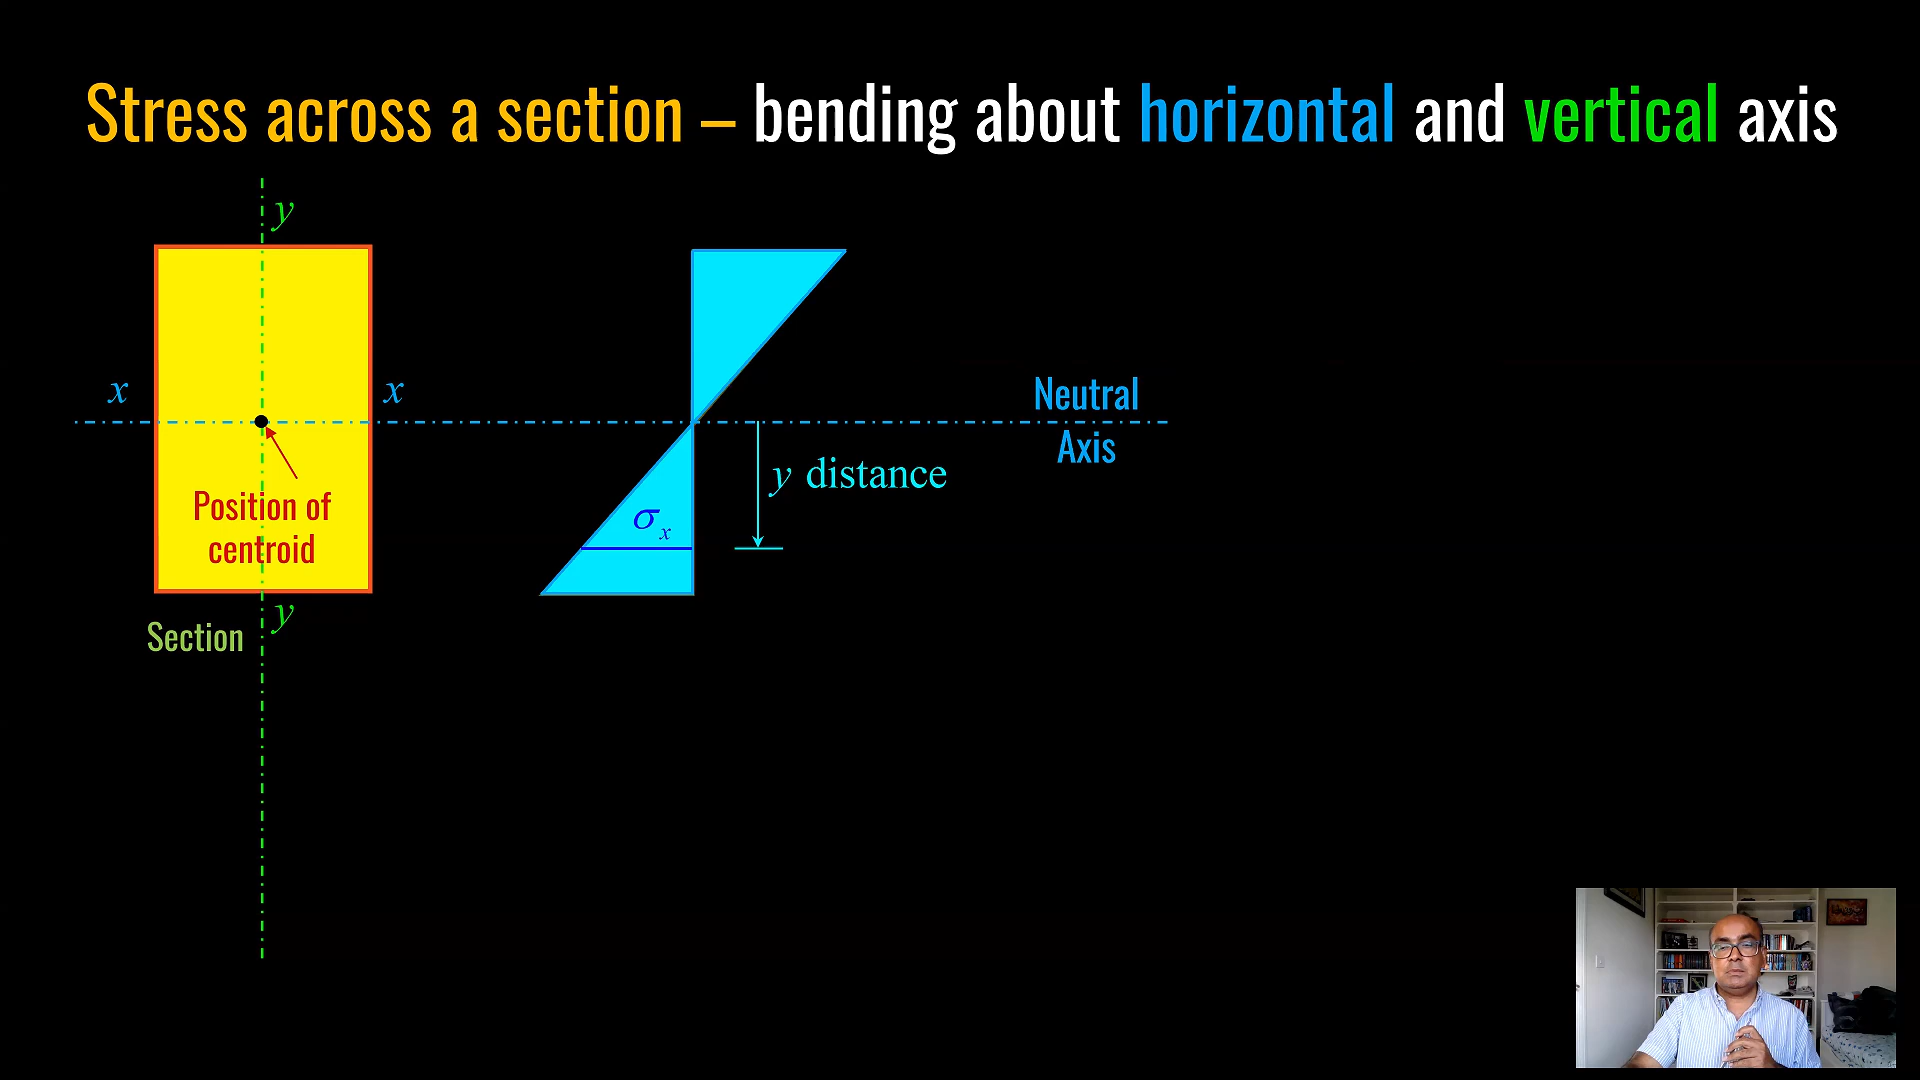 Stress across a section – bending about horizontal and vertical axis
y
x
x
Neutral
Axis
y distance
σx
Position of
centroid
y
Section